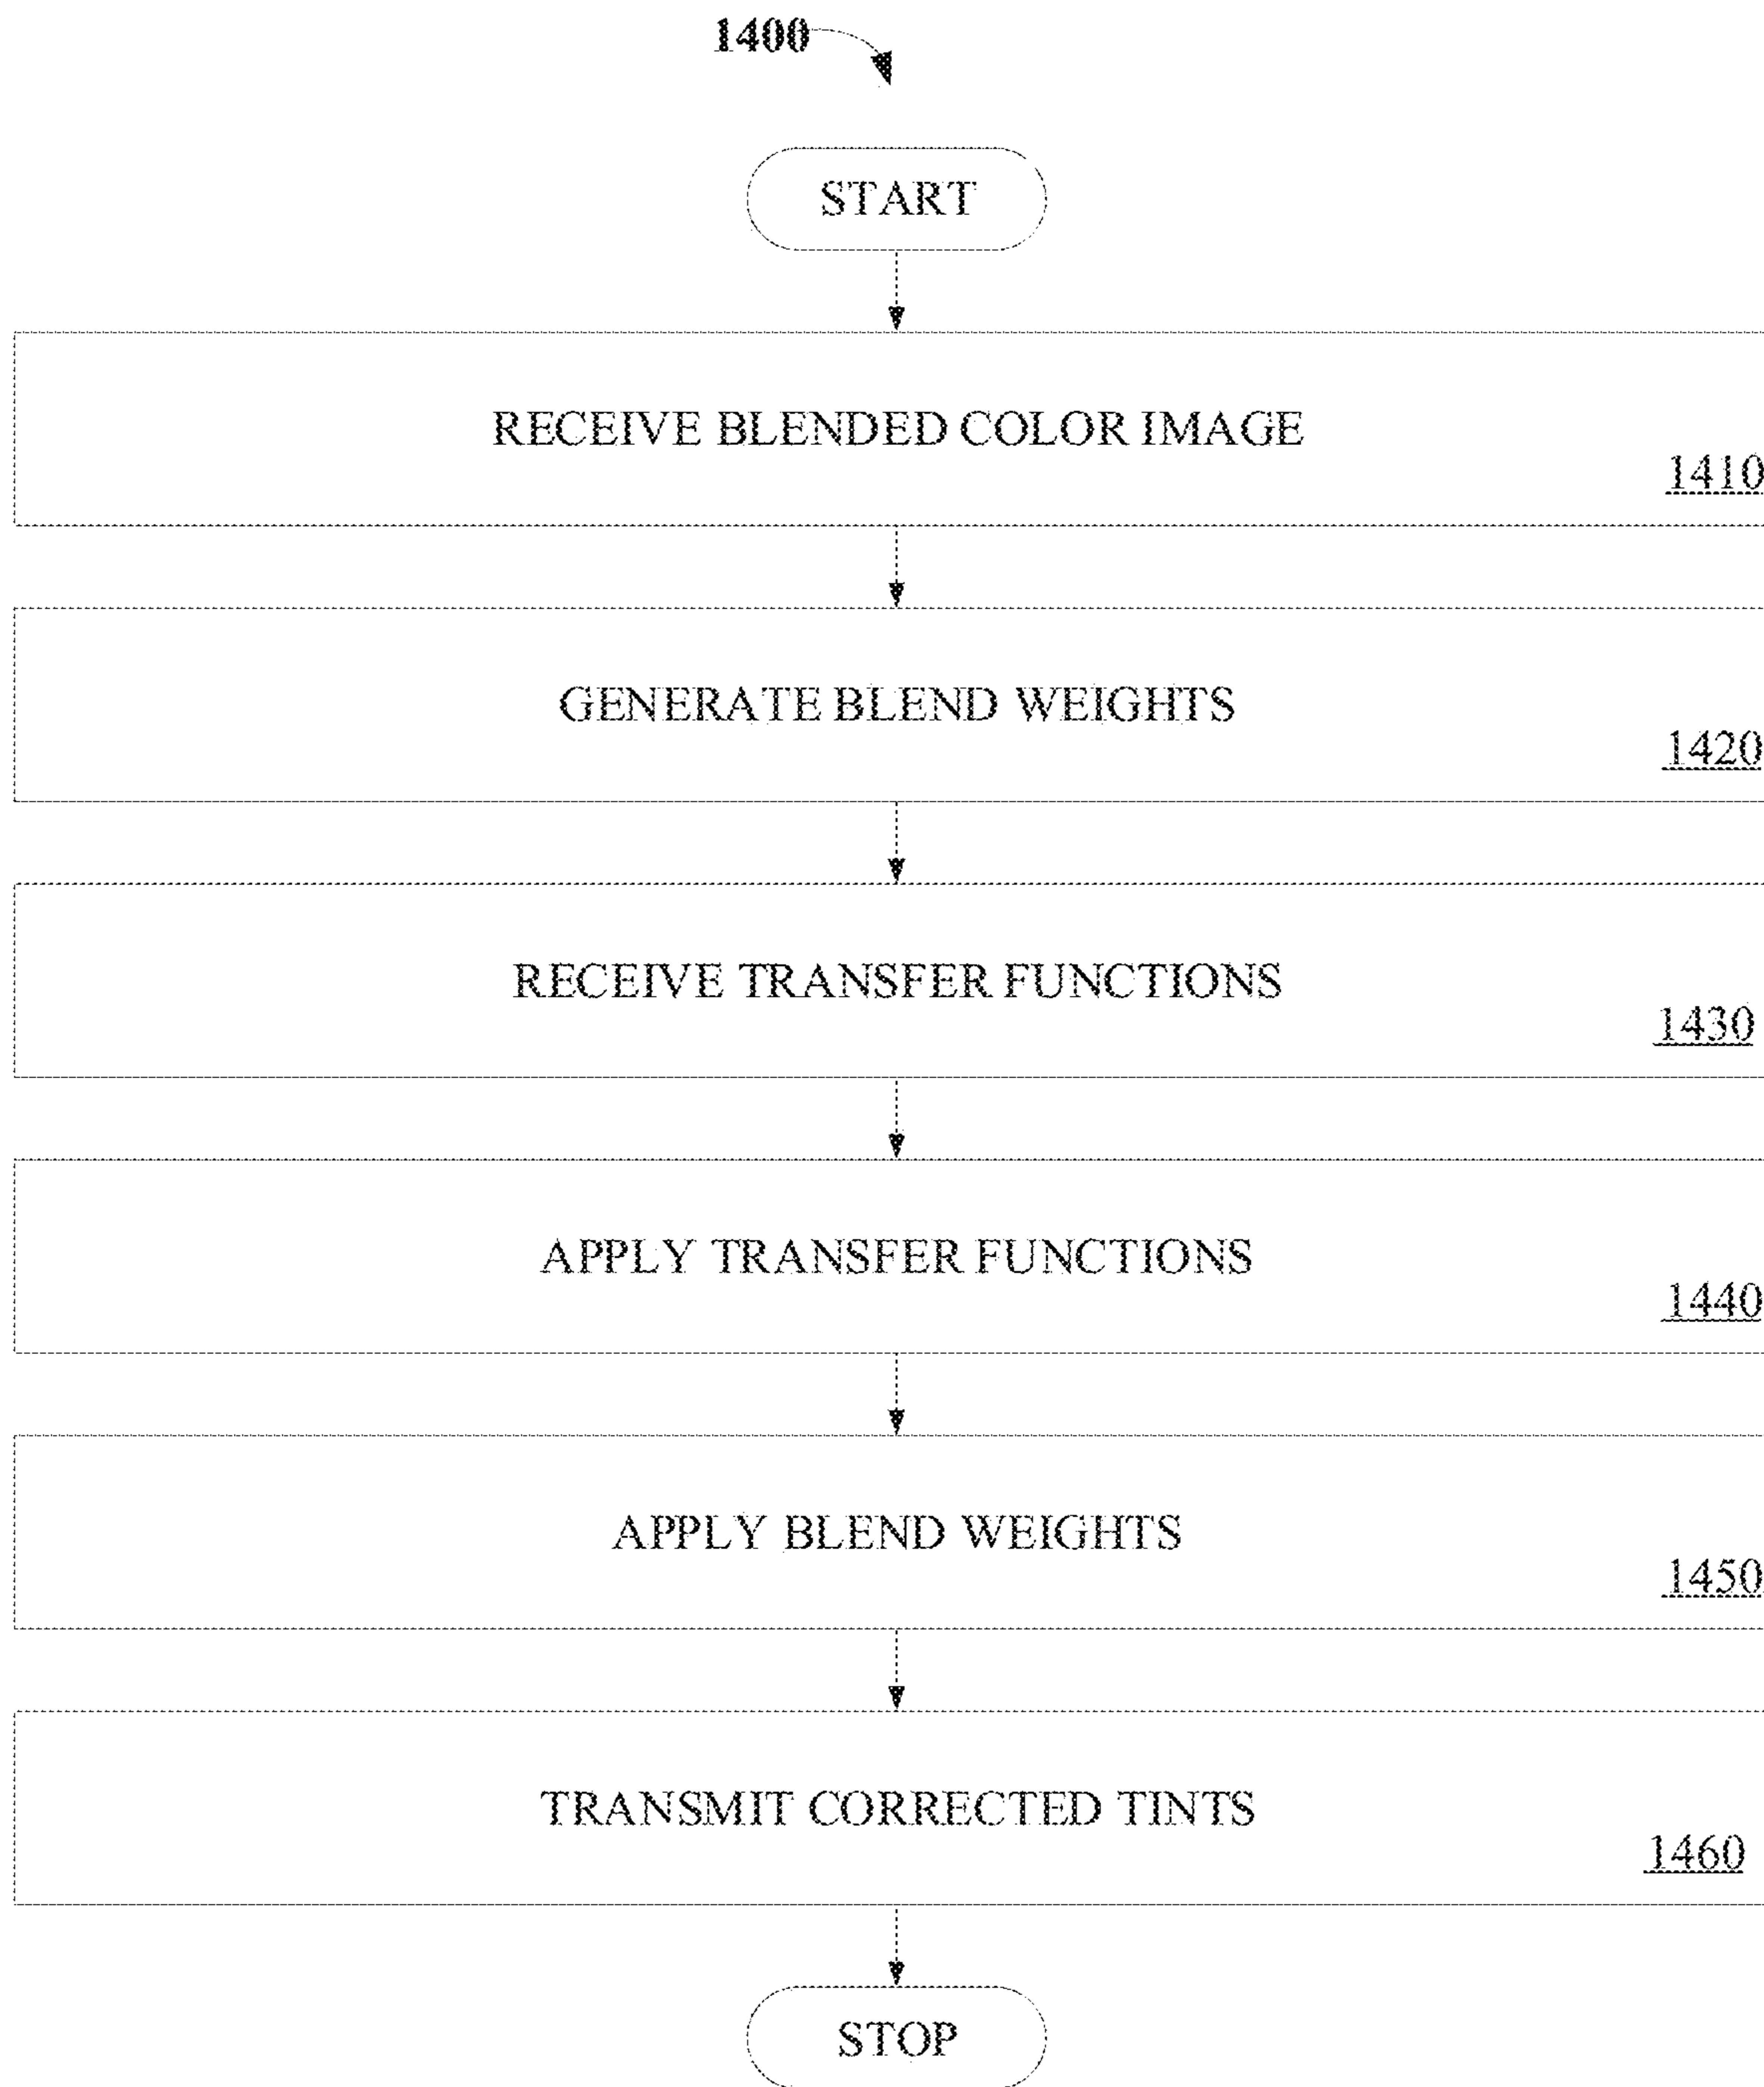 1400
START
RECEIVE BLENDED COLOR IMAGE
1410
GENERATE BLEND WEIGHTS
1420
RECEIVE TRANSFER FUNCTIONS
1430
APPLY TRANSFER FUNCTIONS
1440
APPLY BLEND WEIGHTS
1450
TRANSMIT CORRECTED TINTS
1460
STOP